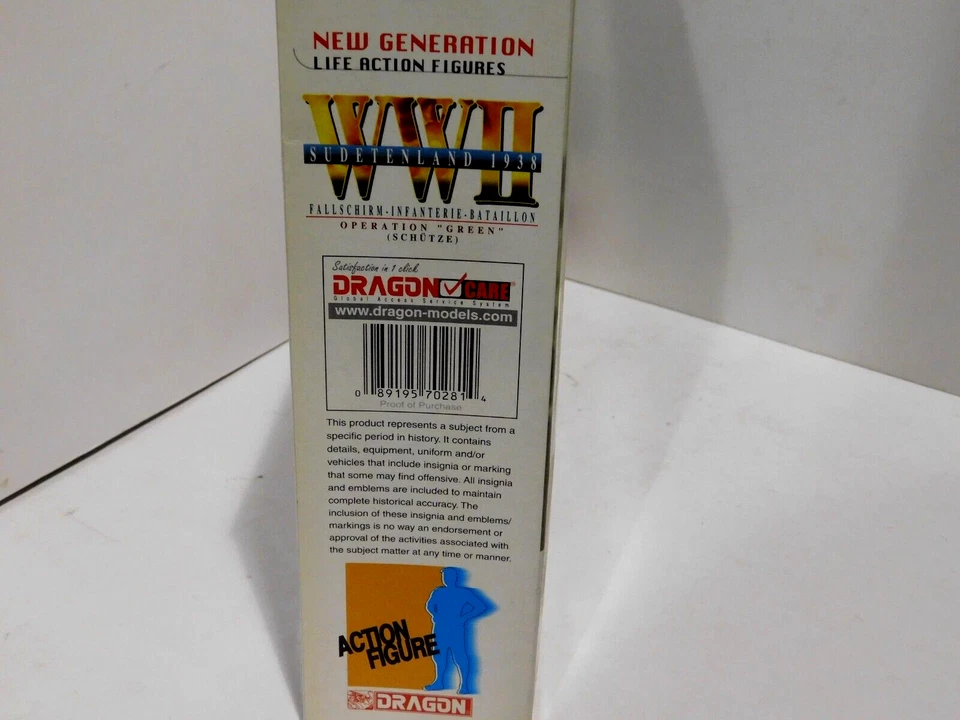 NEW GENERATION
LIFE ACTION FIGURES
WWII
SUDETENLAND 1938
FALLSCHIRM-INFANTERIE-BATAILLON
OPERATION "GREEN"
(SCHÜTZE)
Satisfaction in 1 click
DRAGON CARE
Global Access Service System
www.dragon-models.com
0 89195 70281 4
Proof of Purchase
This product represents a subject from a
specific period in history. It contains
details, equipment, uniform and/or
vehicles that include insignia or marking
that some may find offensive. All insignia
and emblems are included to maintain
complete historical accuracy. The
inclusion of these insignia and emblems/
markings is no way an endorsement or
approval of the activities associated with
the subject matter at any time or manner.
ACTION
FIGURE
DRAGON